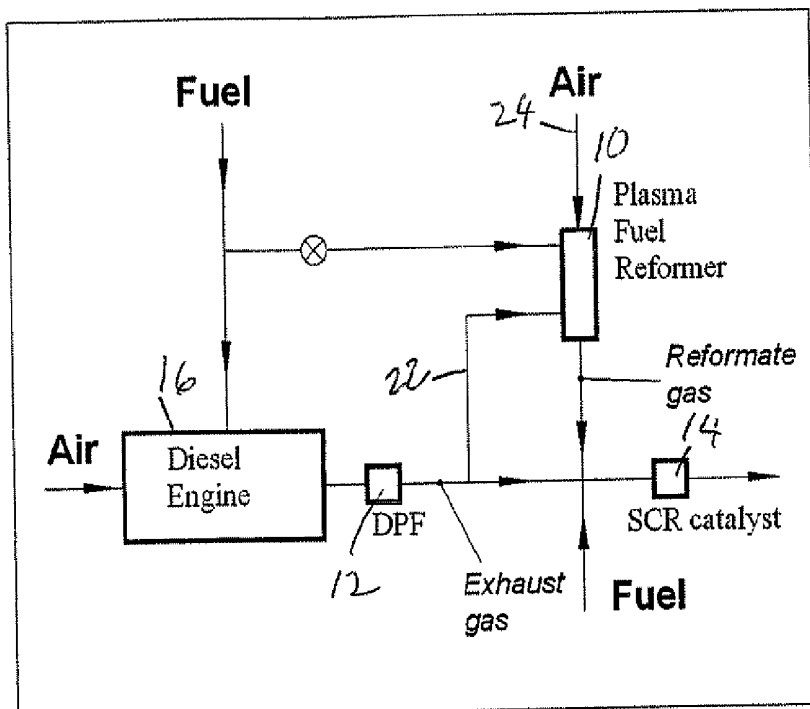 Fuel
Air
24
10
Plasma
Fuel
Reformer
22
Reformate
gas
16
14
Air
Diesel
Engine
DPF
SCR catalyst
12
Exhaust
gas
Fuel